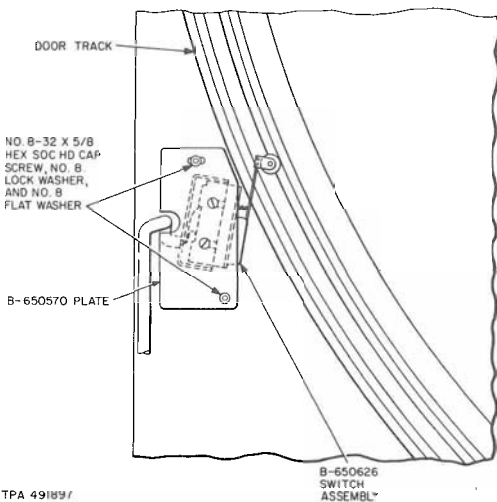 DOOR TRACK
NO. 8-32 X 5/8
HEX SOC HD CAP
SCREW, NO. 8
LOCK WASHER,
AND NO. 8
FLAT WASHER
B-650570 PLATE
B-650626
SWITCH
ASSEMBLY
TPA 491897